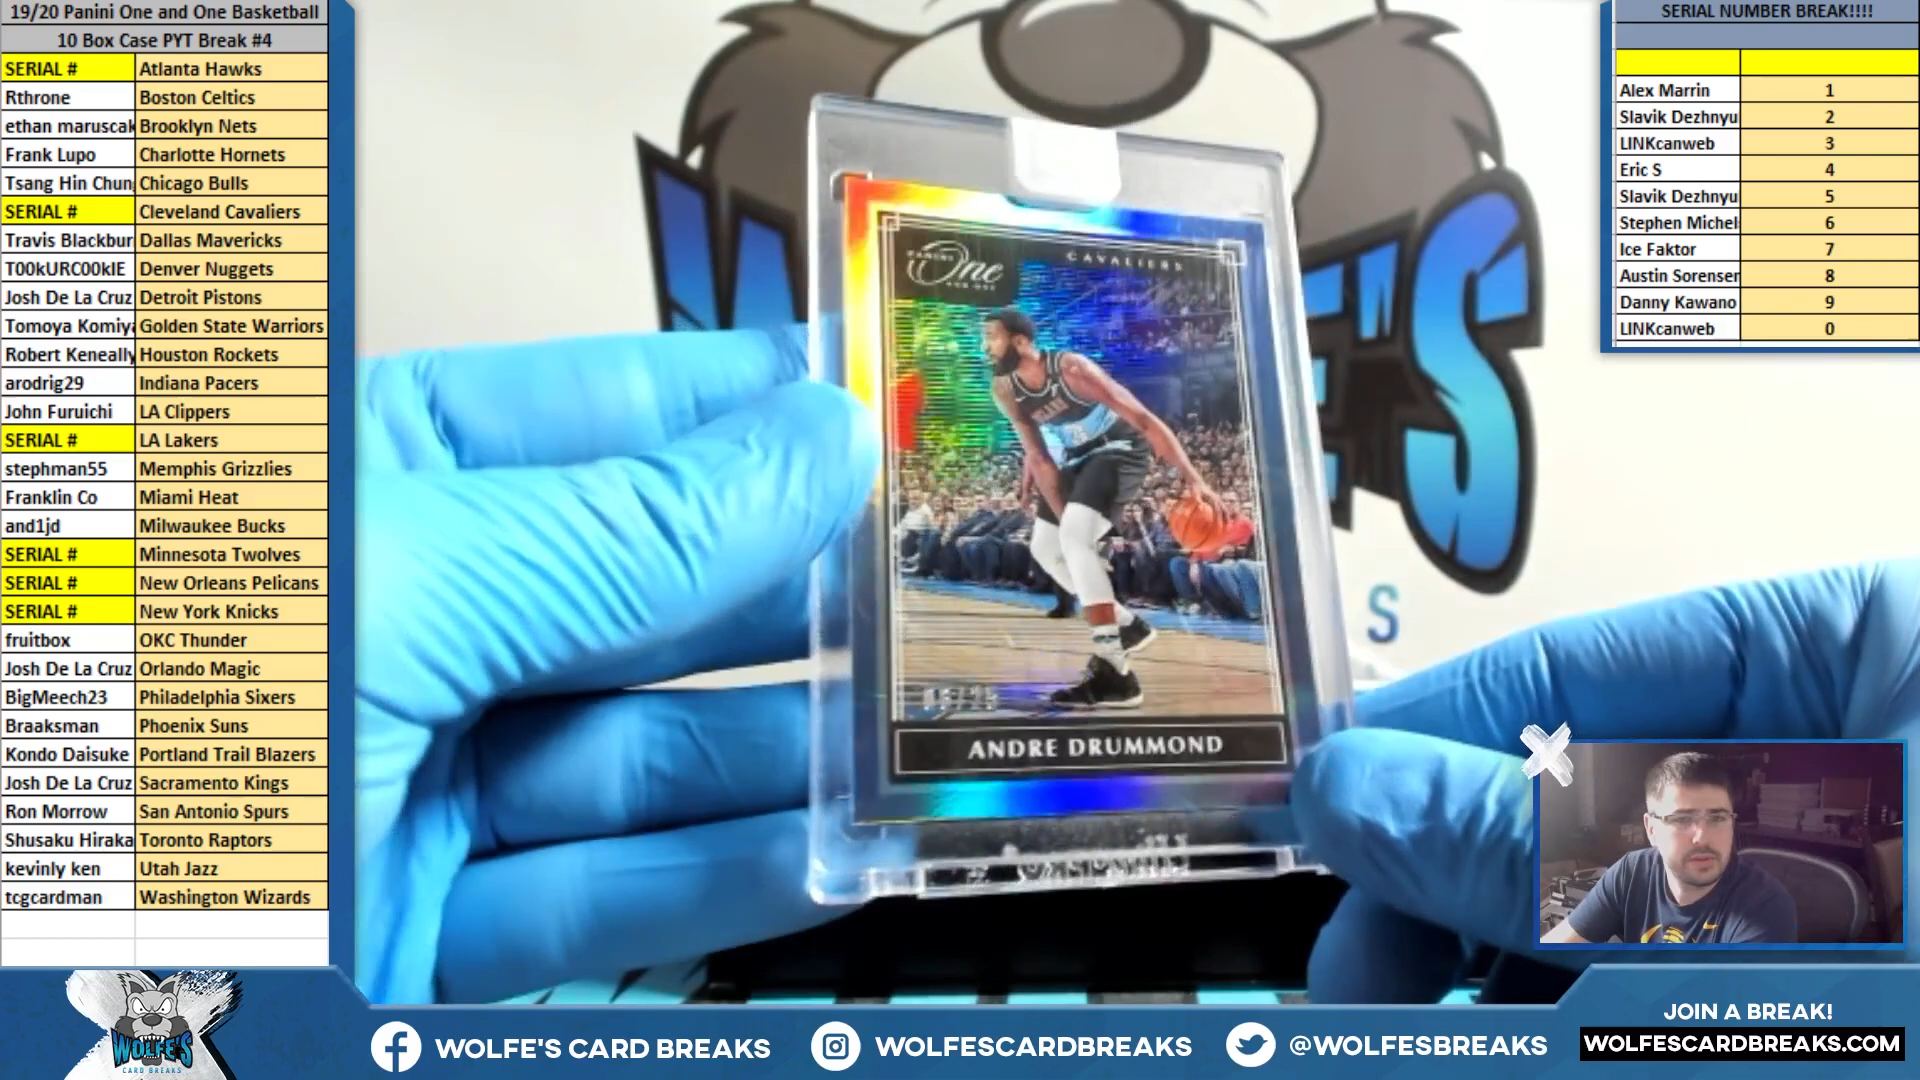 19/20 Panini One and One Basketball
10 Box Case PYT Break #4
SERIAL # Atlanta Hawks
Rthrone Boston Celtics
ethan maruscak Brooklyn Nets
Frank Lupo Charlotte Hornets
Tsang Hin Chun Chicago Bulls
SERIAL # Cleveland Cavaliers
Travis Blackbur Dallas Mavericks
T00kURC00kIE Denver Nuggets
Josh De La Cruz Detroit Pistons
Tomoya Komiya Golden State Warriors
Robert Keneally Houston Rockets
arodrig29 Indiana Pacers
John Furuichi LA Clippers
SERIAL # LA Lakers
stephman55 Memphis Grizzlies
Franklin Co Miami Heat
and1jd Milwaukee Bucks
SERIAL # Minnesota Twolves
SERIAL # New Orleans Pelicans
SERIAL # New York Knicks
fruitbox OKC Thunder
Josh De La Cruz Orlando Magic
BigMeech23 Philadelphia Sixers
Braaksman Phoenix Suns
Kondo Daisuke Portland Trail Blazers
Josh De La Cruz Sacramento Kings
Ron Morrow San Antonio Spurs
Shusaku Hiraka Toronto Raptors
kevinly ken Utah Jazz
tcgcardman Washington Wizards
SERIAL NUMBER BREAK!!!!
Alex Marrin 1
Slavik Dezhnyu 2
LINKcanweb 3
Eric S 4
Slavik Dezhnyu 5
Stephen Michel 6
Ice Faktor 7
Austin Sorensen 8
Danny Kawano 9
LINKcanweb 0
PANINI
One
AND ONE
CAVALIERS
ANDRE DRUMMOND
WOLFE'S
CARD BREAKS
WOLFE'S CARD BREAKS
WOLFESCARDBREAKS
@WOLFESBREAKS
JOIN A BREAK!
WOLFESCARDBREAKS.COM